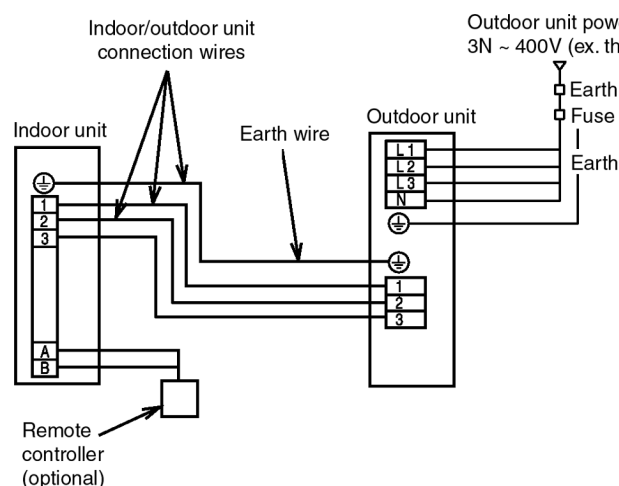 Indoor/outdoor unit
connection wires
Outdoor unit pow
3N ~ 400V (ex. th
Earth
Fuse
Earth
Indoor unit
Earth wire
Outdoor unit
1
2
3
A
B
L1
L2
L3
N
1
2
3
Remote
controller
(optional)